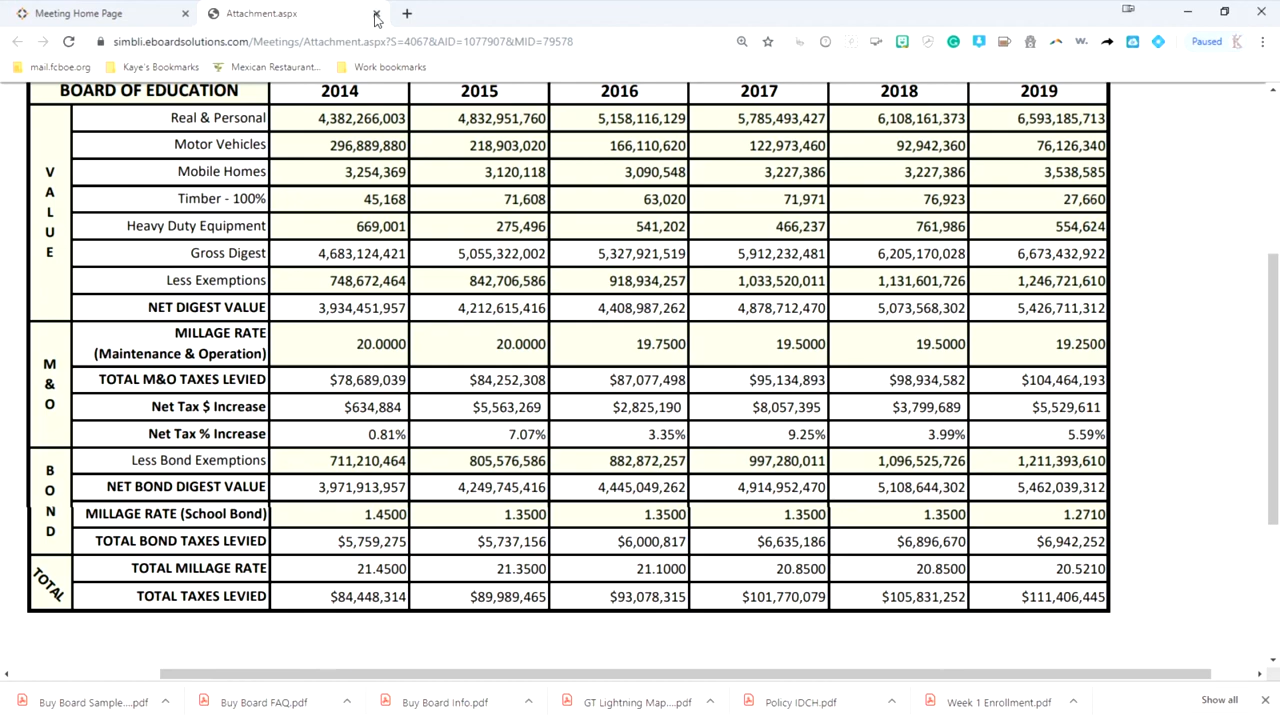 Meeting Home Page
Attachment.aspx
simbli.eboardsolutions.com/Meetings/Attachment.aspx?S=4067&AID=1077907&MID=79578
Paused
mail.fcboe.org Kaye's Bookmarks Mexican Restaurant... Work bookmarks
BOARD OF EDUCATION 2014 2015 2016 2017 2018 2019
VALUE
Real & Personal 4,382,266,003 4,832,951,760 5,158,116,129 5,785,493,427 6,108,161,373 6,593,185,713
Motor Vehicles 296,889,880 218,903,020 166,110,620 122,973,460 92,942,360 76,126,340
Mobile Homes 3,254,369 3,120,118 3,090,548 3,227,386 3,227,386 3,538,585
Timber - 100% 45,168 71,608 63,020 71,971 76,923 27,660
Heavy Duty Equipment 669,001 275,496 541,202 466,237 761,986 554,624
Gross Digest 4,683,124,421 5,055,322,002 5,327,921,519 5,912,232,481 6,205,170,028 6,673,432,922
Less Exemptions 748,672,464 842,706,586 918,934,257 1,033,520,011 1,131,601,726 1,246,721,610
NET DIGEST VALUE 3,934,451,957 4,212,615,416 4,408,987,262 4,878,712,470 5,073,568,302 5,426,711,312
M&O
MILLAGE RATE
(Maintenance & Operation) 20.0000 20.0000 19.7500 19.5000 19.5000 19.2500
TOTAL M&O TAXES LEVIED $78,689,039 $84,252,308 $87,077,498 $95,134,893 $98,934,582 $104,464,193
Net Tax $ Increase $634,884 $5,563,269 $2,825,190 $8,057,395 $3,799,689 $5,529,611
Net Tax % Increase 0.81% 7.07% 3.35% 9.25% 3.99% 5.59%
BOND
Less Bond Exemptions 711,210,464 805,576,586 882,872,257 997,280,011 1,096,525,726 1,211,393,610
NET BOND DIGEST VALUE 3,971,913,957 4,249,745,416 4,445,049,262 4,914,952,470 5,108,644,302 5,462,039,312
MILLAGE RATE (School Bond) 1.4500 1.3500 1.3500 1.3500 1.3500 1.2710
TOTAL BOND TAXES LEVIED $5,759,275 $5,737,156 $6,000,817 $6,635,186 $6,896,670 $6,942,252
TOTAL
TOTAL MILLAGE RATE 21.4500 21.3500 21.1000 20.8500 20.8500 20.5210
TOTAL TAXES LEVIED $84,448,314 $89,989,465 $93,078,315 $101,770,079 $105,831,252 $111,406,445
Buy Board Sample....pdf Buy Board FAQ.pdf Buy Board Info.pdf GT Lightning Map....pdf Policy IDCH.pdf Week 1 Enrollment.pdf Show all